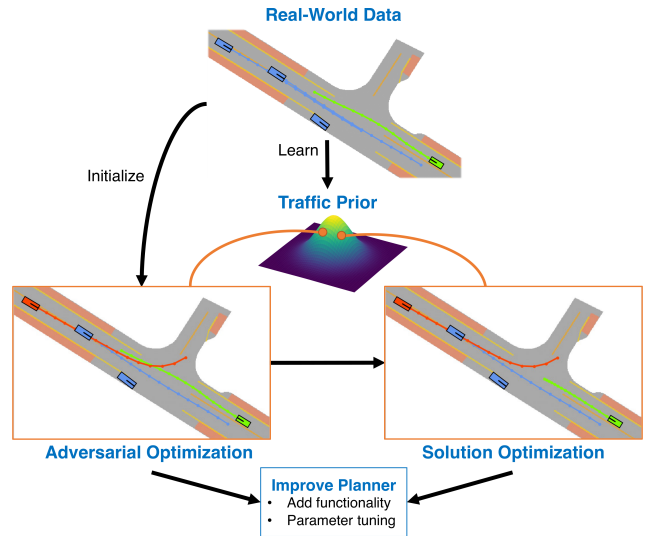 Real-World Data
Learn
Initialize
Traffic Prior
Adversarial Optimization
Solution Optimization
Improve Planner
• Add functionality
• Parameter tuning